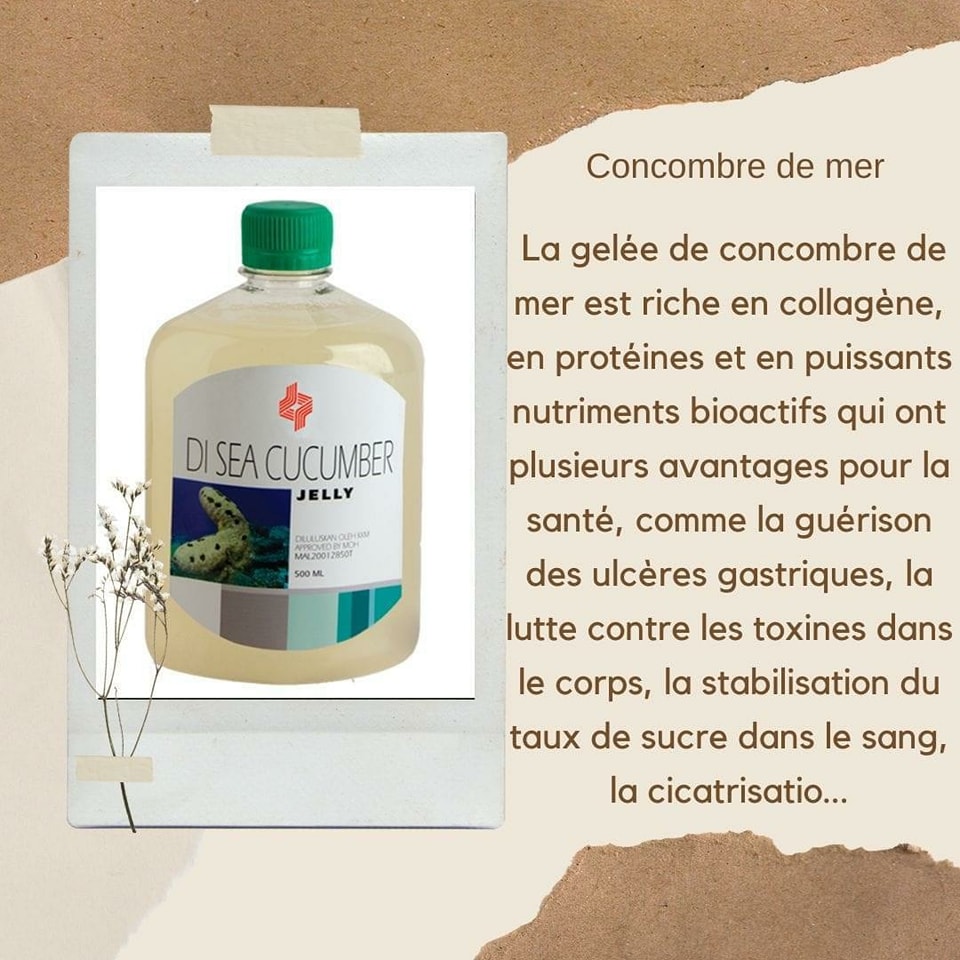 Concombre de mer
La gelée de concombre de
mer est riche en collagène,
en protéines et en puissants
nutriments bioactifs qui ont
plusieurs avantages pour la
santé, comme la guérison
des ulcères gastriques, la
lutte contre les toxines dans
le corps, la stabilisation du
taux de sucre dans le sang,
la cicatrisatio...
DI SEA CUCUMBER
JELLY
DILULUSKAN OLEH KKM
APPROVED BY MOH
MAL20012850T
500 ML